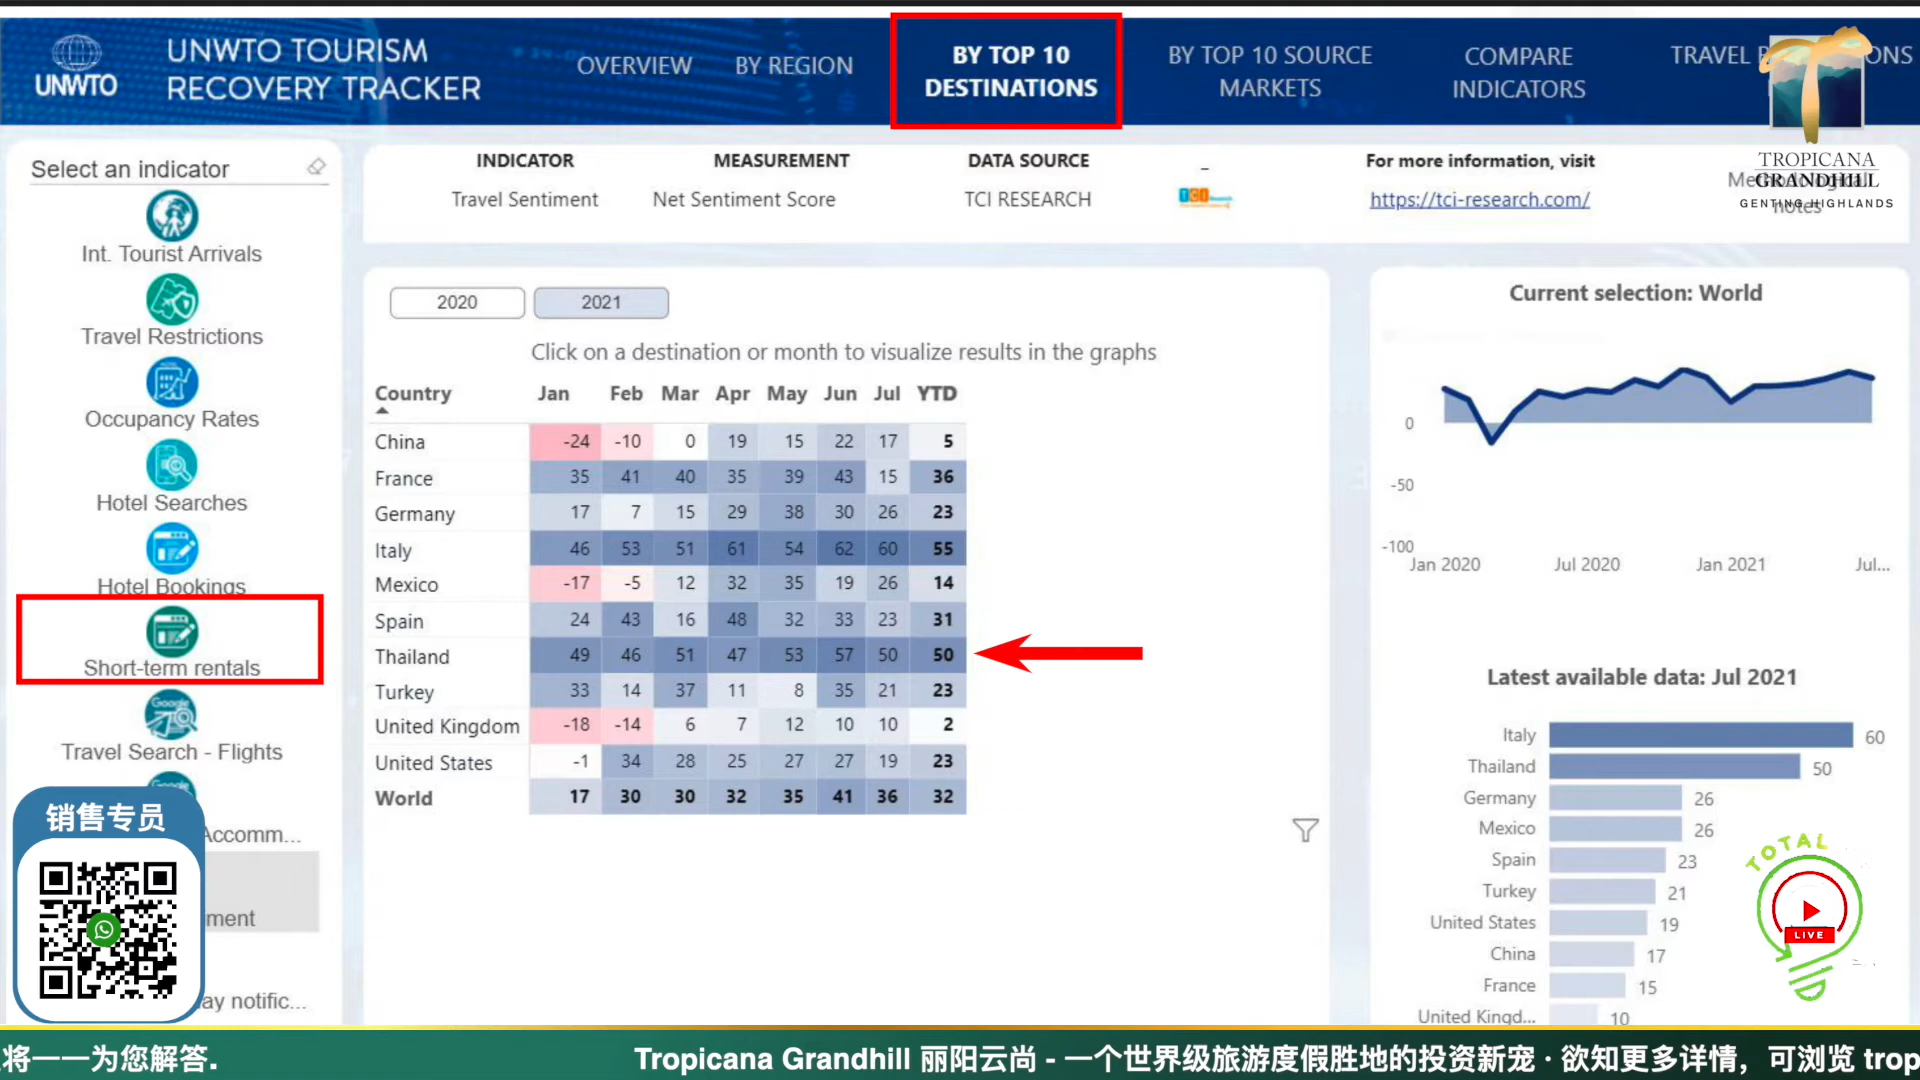 UNWTO
UNWTO TOURISM
RECOVERY TRACKER
OVERVIEW
BY REGION
BY TOP 10
DESTINATIONS
BY TOP 10 SOURCE
MARKETS
COMPARE
INDICATORS
TRAVEL
ONS
TROPICANA
GRANDHILL
GENTING HIGHLANDS
notes
Select an indicator
Int. Tourist Arrivals
Travel Restrictions
Occupancy Rates
Hotel Searches
Hotel Bookings
Short-term rentals
Google
Travel Search - Flights
Accomm...
ment
ay notific...
销售专员
INDICATOR
Travel Sentiment
MEASUREMENT
Net Sentiment Score
DATA SOURCE
TCI RESEARCH
For more information, visit
https://tci-research.com/
2020 2021
Click on a destination or month to visualize results in the graphs
Country Jan Feb Mar Apr May Jun Jul YTD
China -24 -10 0 19 15 22 17 5
France 35 41 40 35 39 43 15 36
Germany 17 7 15 29 38 30 26 23
Italy 46 53 51 61 54 62 60 55
Mexico -17 -5 12 32 35 19 26 14
Spain 24 43 16 48 32 33 23 31
Thailand 49 46 51 47 53 57 50 50
Turkey 33 14 37 11 8 35 21 23
United Kingdom -18 -14 6 7 12 10 10 2
United States -1 34 28 25 27 27 19 23
World 17 30 30 32 35 41 36 32
Current selection: World
0
-50
-100
Jan 2020 Jul 2020 Jan 2021 Jul...
Latest available data: Jul 2021
Italy 60
Thailand 50
Germany 26
Mexico 26
Spain 23
Turkey 21
United States 19
China 17
France 15
United Kingd... 10
TOTAL
LIVE
将一一为您解答.
Tropicana Grandhill 丽阳云尚 - 一个世界级旅游度假胜地的投资新宠 · 欲知更多详情，可浏览 trop